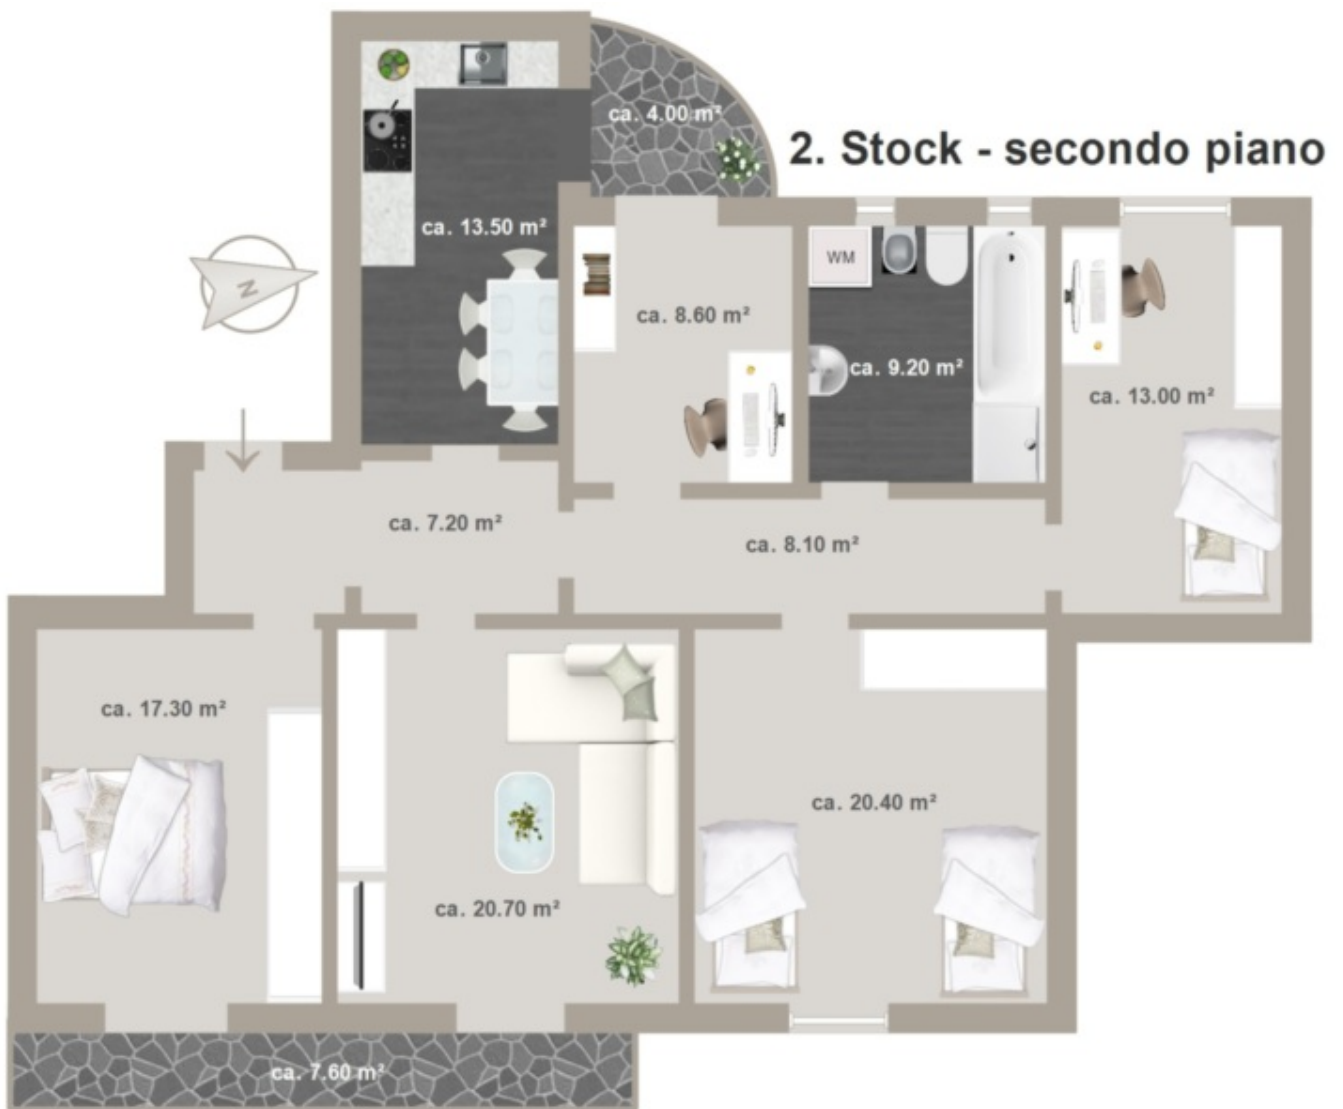 ca. 4.00 m²
2. Stock - secondo piano
ca. 13.50 m²
WM
N
ca. 8.60 m²
ca. 9.20 m²
ca. 13.00 m²
ca. 7.20 m²
ca. 8.10 m²
ca. 17.30 m²
ca. 20.40 m²
ca. 20.70 m²
ca. 7.60 m²